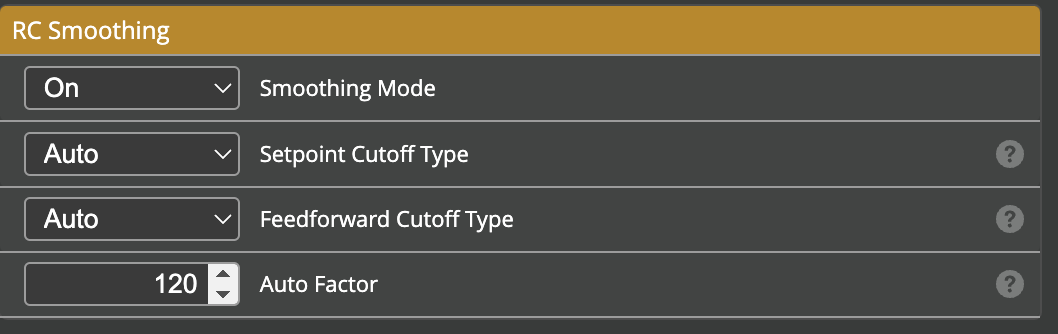 RC Smoothing
On Smoothing Mode
Auto Setpoint Cutoff Type ?
Auto Feedforward Cutoff Type ?
120 Auto Factor ?